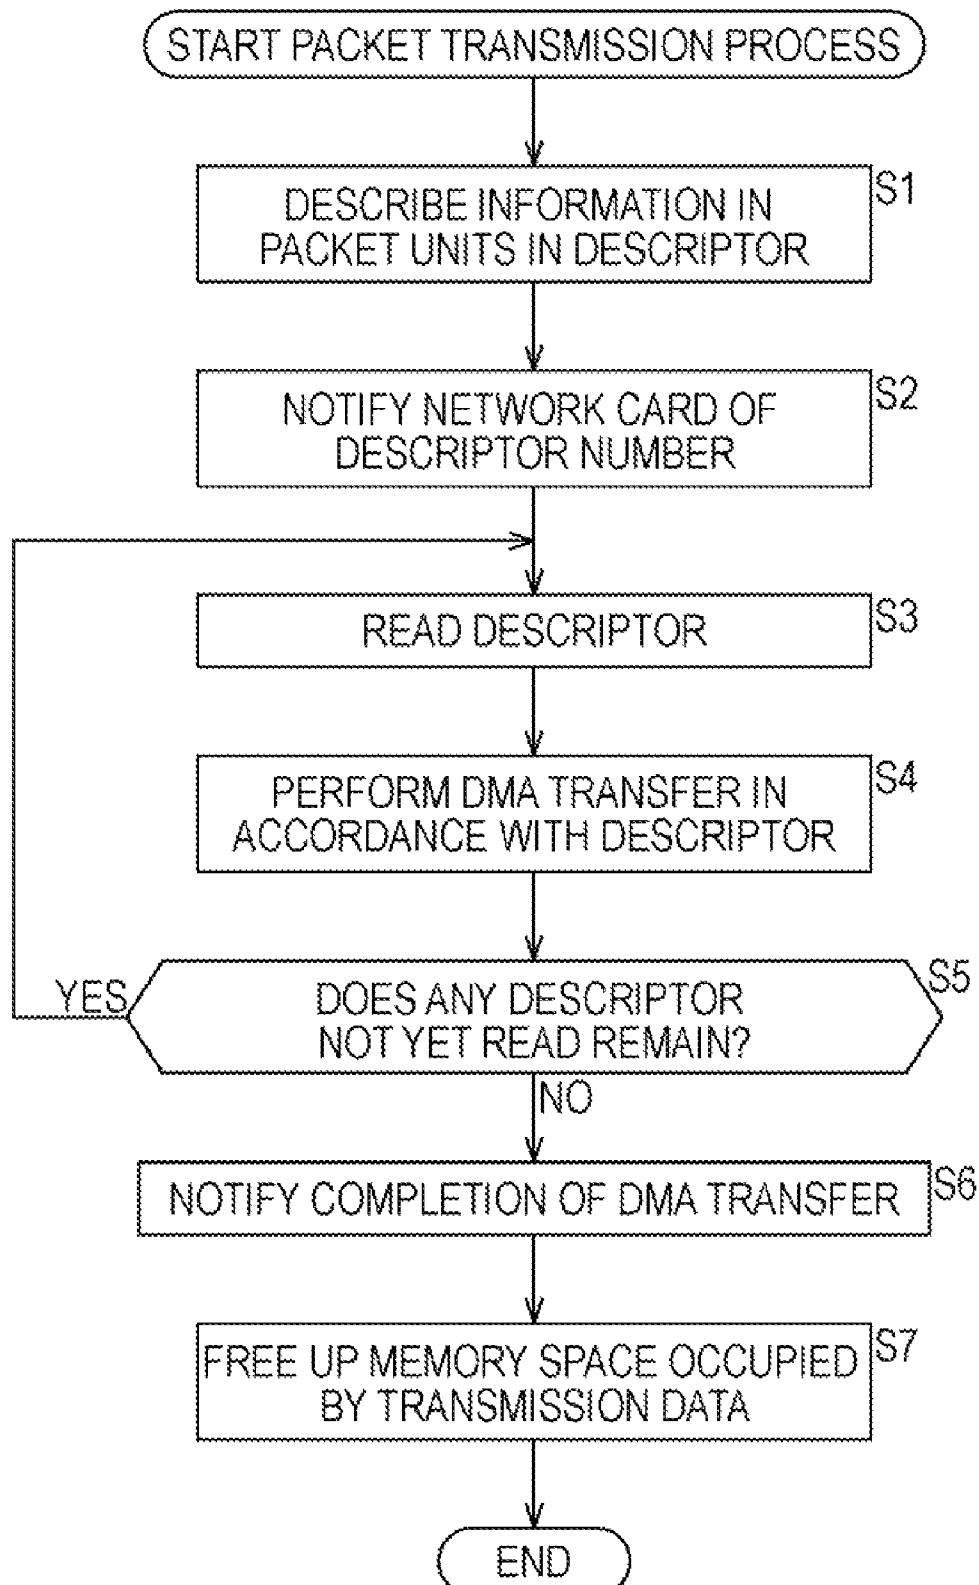 START PACKET TRANSMISSION PROCESS
S1
DESCRIBE INFORMATION IN
PACKET UNITS IN DESCRIPTOR
S2
NOTIFY NETWORK CARD OF
DESCRIPTOR NUMBER
S3
READ DESCRIPTOR
S4
PERFORM DMA TRANSFER IN
ACCORDANCE WITH DESCRIPTOR
S5
YES
DOES ANY DESCRIPTOR
NOT YET READ REMAIN?
NO
S6
NOTIFY COMPLETION OF DMA TRANSFER
S7
FREE UP MEMORY SPACE OCCUPIED
BY TRANSMISSION DATA
END